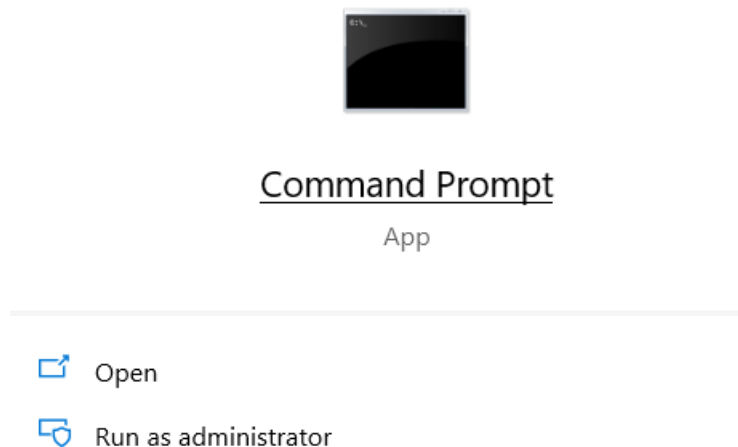 C:\_
Command Prompt
App
Open
Run as administrator